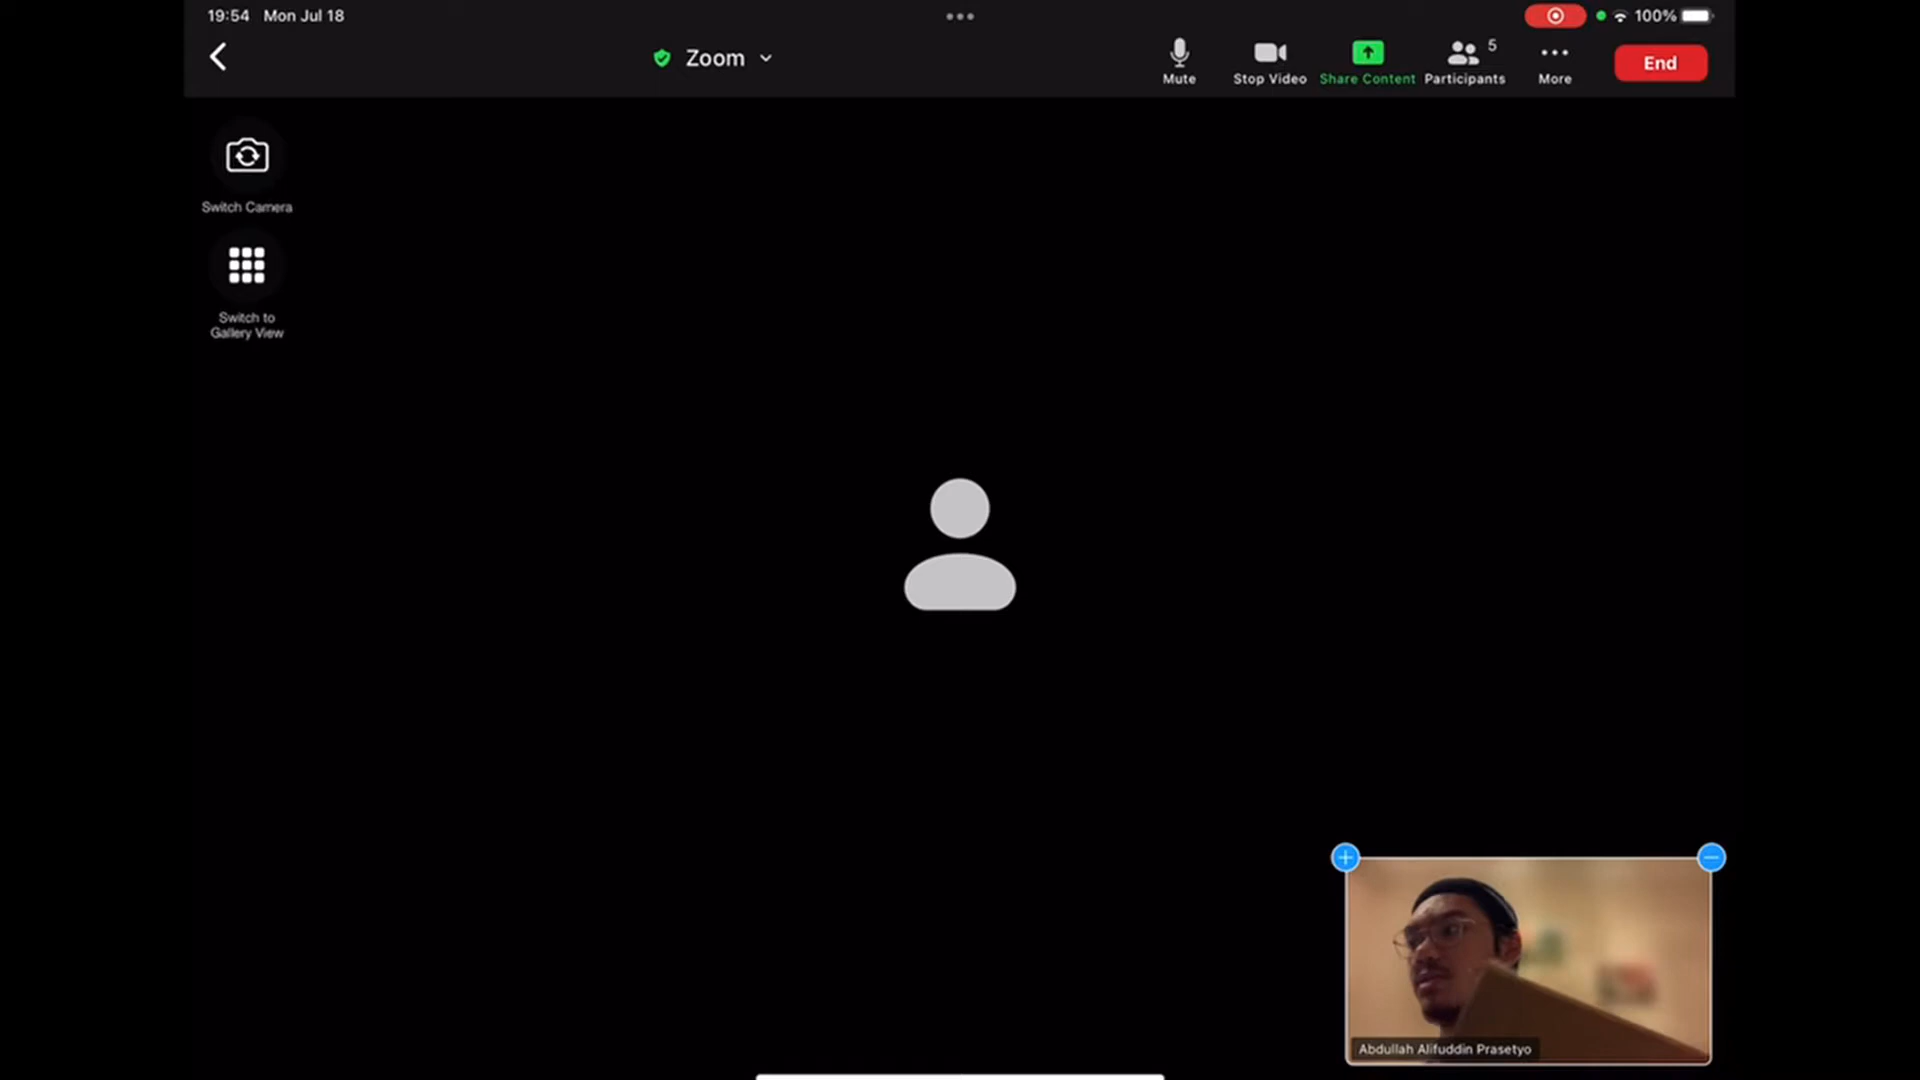 19:54 Mon Jul 18
100%
Zoom
Mute
Stop Video
Share Content
Participants
5
More
End
Switch Camera
Switch to
Gallery View
Abdullah Alifuddin Prasetyo